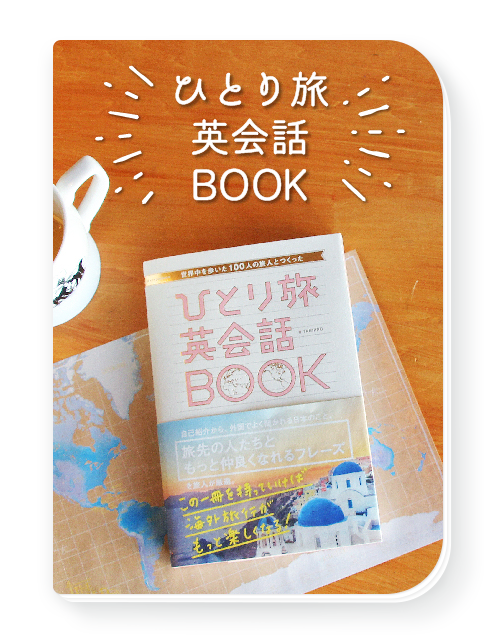 ひとり旅
英会話
BOOK
世界中を歩いた100人の旅人とつくった
ひとり旅
英会話
BOOK
旅先の人たちと
もっと仲良くなれるフレーズ
この一冊を持っていけば
海外旅行が
もっと楽しくなる！